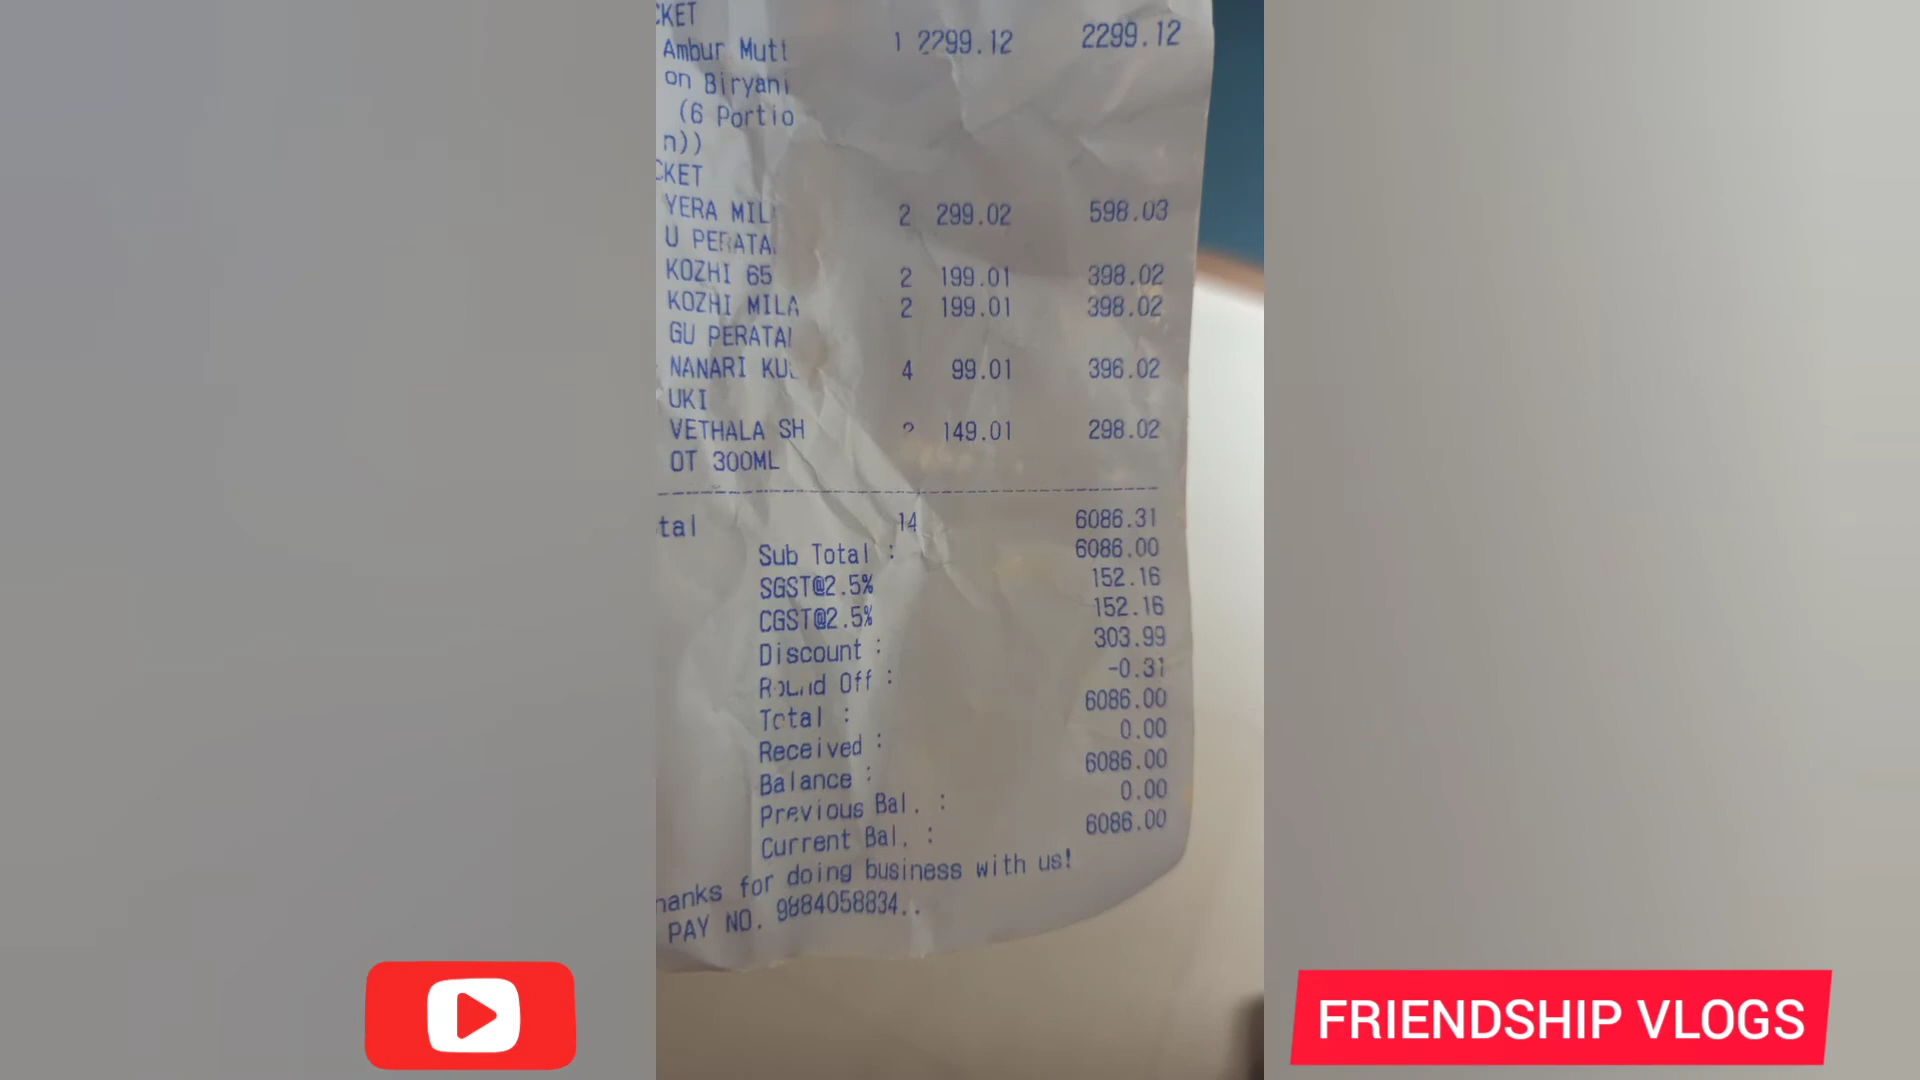 CKET
Ambur Mutt 1 2299.12 2299.12
on Biryani
(6 Portio
n))
CKET
YERA MIL 2 299.02 598.03
U PERATA
KOZHI 65 2 199.01 398.02
KOZHI MILA 2 199.01 398.02
GU PERATAI
NANARI KUL 4 99.01 396.02
UKI
VETHALA SH 2 149.01 298.02
OT 300ML
tal 14 6086.31
Sub Total : 6086.00
SGST@2.5% 152.16
CGST@2.5% 152.16
Discount : 303.99
Round Off : -0.31
Total : 6086.00
Received : 0.00
Balance : 6086.00
Previous Bal. : 0.00
Current Bal. : 6086.00
hanks for doing business with us!
PAY NO. 9884058834..
FRIENDSHIP VLOGS